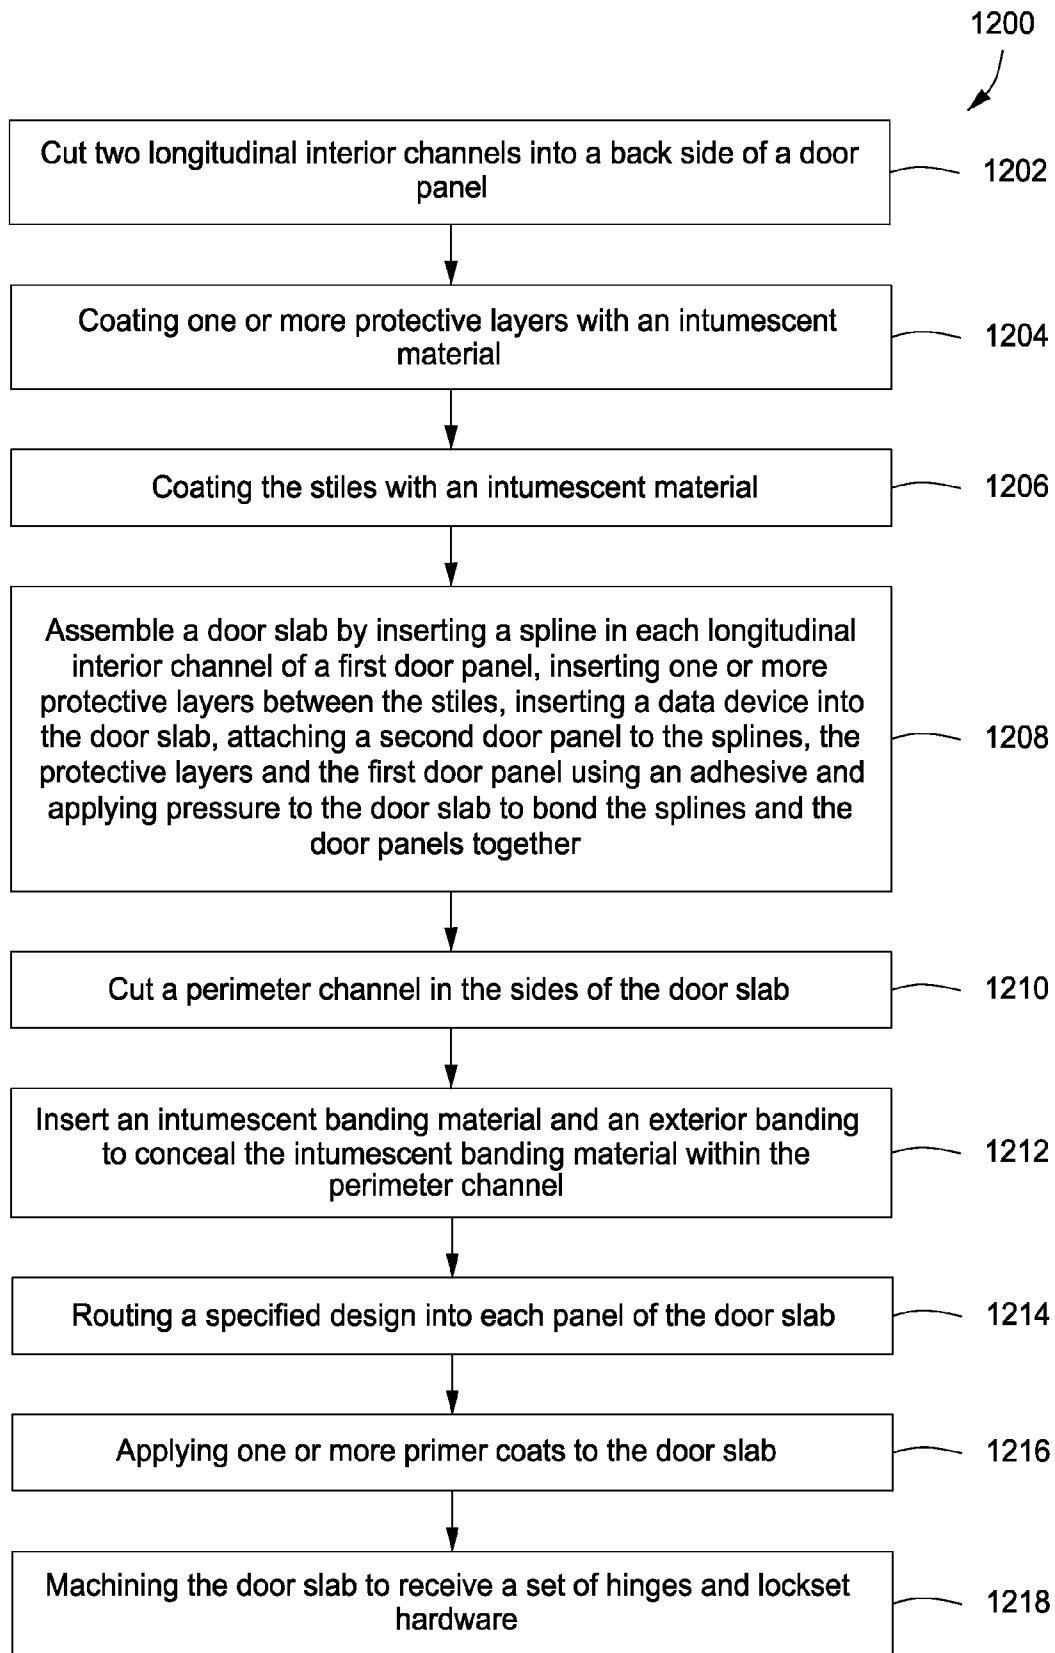 1200
Cut two longitudinal interior channels into a back side of a door
panel
1202
Coating one or more protective layers with an intumescent
material
1204
Coating the stiles with an intumescent material
1206
Assemble a door slab by inserting a spline in each longitudinal
interior channel of a first door panel, inserting one or more
protective layers between the stiles, inserting a data device into
the door slab, attaching a second door panel to the splines, the
protective layers and the first door panel using an adhesive and
applying pressure to the door slab to bond the splines and the
door panels together
1208
Cut a perimeter channel in the sides of the door slab
1210
Insert an intumescent banding material and an exterior banding
to conceal the intumescent banding material within the
perimeter channel
1212
Routing a specified design into each panel of the door slab
1214
Applying one or more primer coats to the door slab
1216
Machining the door slab to receive a set of hinges and lockset
hardware
1218